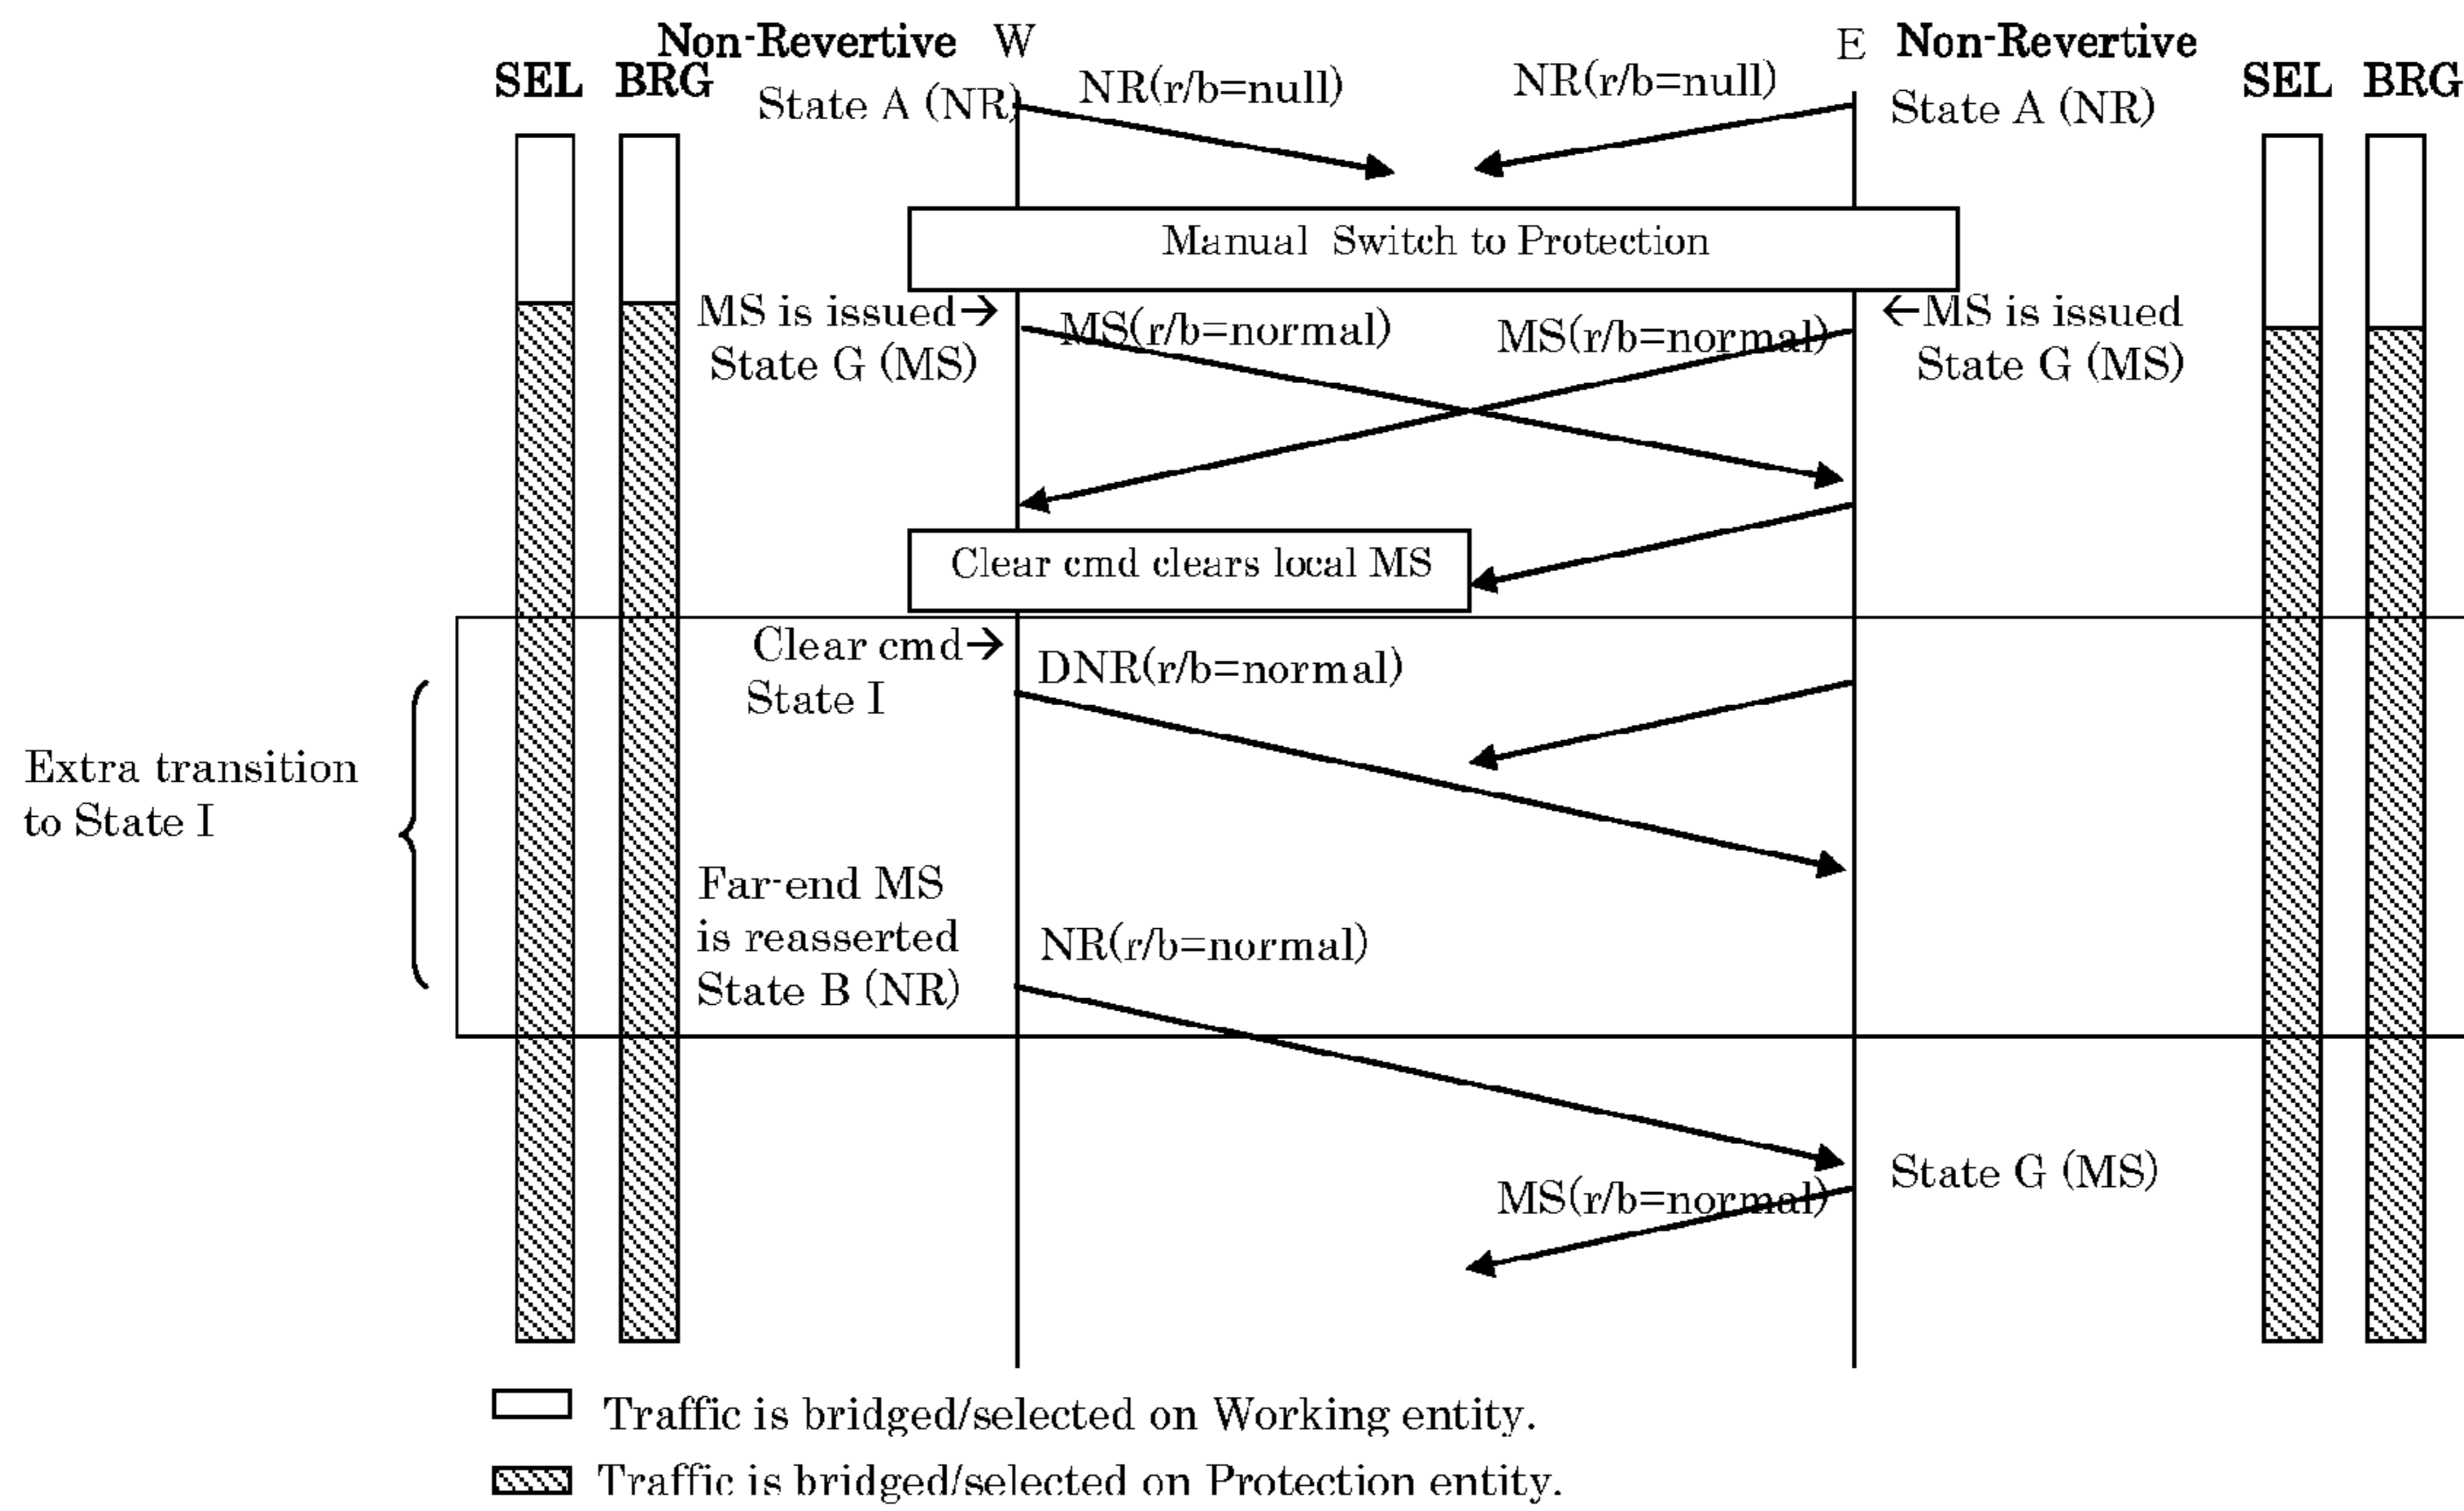 Non-Revertive W
E Non-Revertive
SEL BRG
SEL BRG
State A (NR)
NR(r/b=null)
NR(r/b=null)
State A (NR)
Manual Switch to Protection
MS is issued→
State G (MS)
MS(r/b=normal)
MS(r/b=normal)
←MS is issued
State G (MS)
Clear cmd clears local MS
Clear cmd→
State I
DNR(r/b=normal)
Extra transition
to State I
Far-end MS
is reasserted
State B (NR)
NR(r/b=normal)
State G (MS)
MS(r/b=normal)
Traffic is bridged/selected on Working entity.
Traffic is bridged/selected on Protection entity.